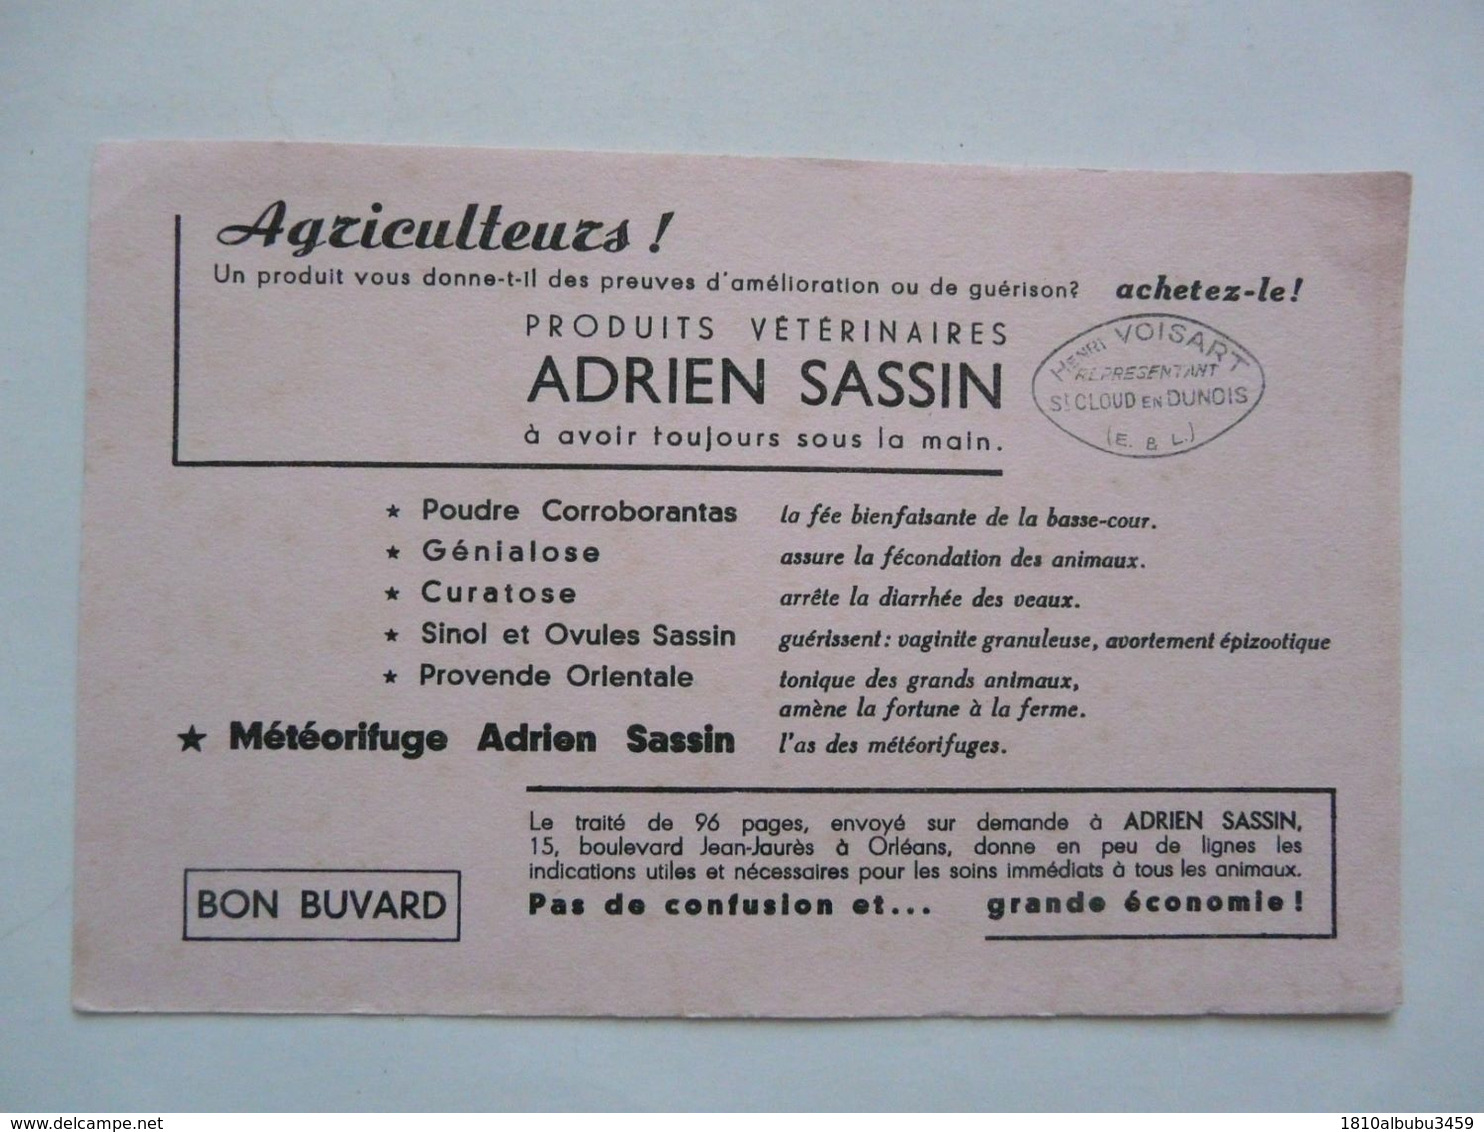 Agriculteurs !
Un produit vous donne-t-il des preuves d'amélioration ou de guérison? achetez-le !
PRODUITS VÉTÉRINAIRES
ADRIEN SASSIN
à avoir toujours sous la main.
HENRI VOISART
REPRESENTANT
St CLOUD EN DUNOIS
(E. & L.)
★ Poudre Corroborantas la fée bienfaisante de la basse-cour.
★ Génialose assure la fécondation des animaux.
★ Curatose arrête la diarrhée des veaux.
★ Sinol et Ovules Sassin guérissent : vaginite granuleuse, avortement épizootique
★ Provende Orientale tonique des grands animaux,
amène la fortune à la ferme.
★ Météorifuge Adrien Sassin l'as des météorifuges.
Le traité de 96 pages, envoyé sur demande à ADRIEN SASSIN,
15, boulevard Jean-Jaurès à Orléans, donne en peu de lignes les
indications utiles et nécessaires pour les soins immédiats à tous les animaux.
Pas de confusion et... grande économie !
BON BUVARD
delcampe.net
1810albubu3459